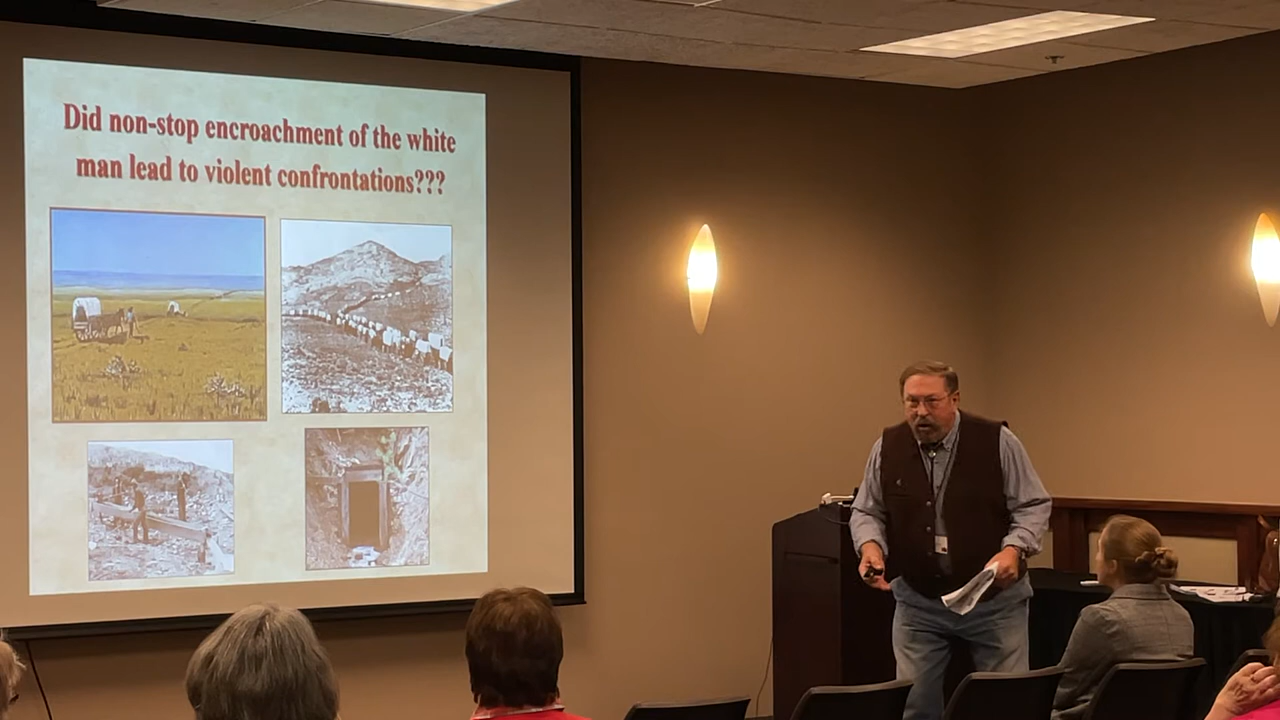 Did non-stop encroachment of the white
man lead to violent confrontations???